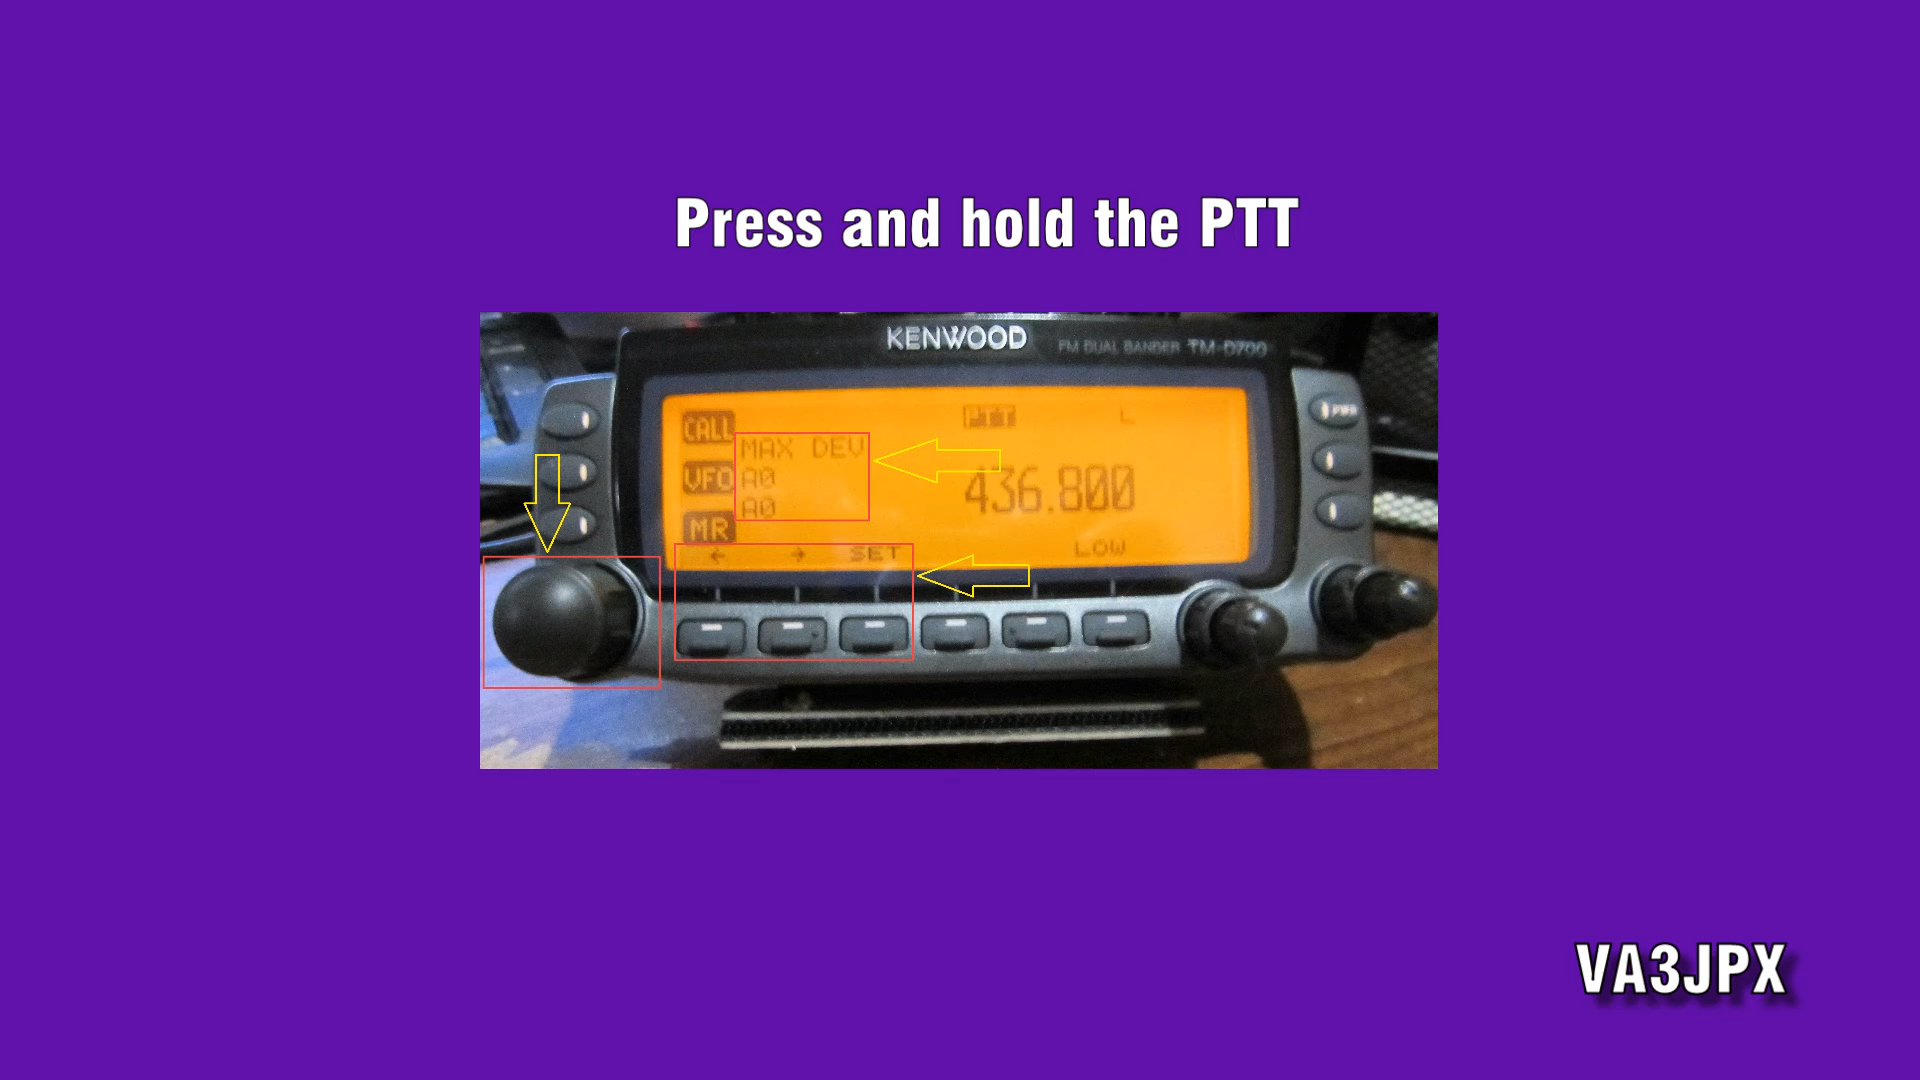 Press and hold the PTT
KENWOOD
FM DUAL BANDER TM-D700
CALL
PTT
L
PWR
MAX DEV
VFO
A0
436.800
A0
MR
← → SET
LOW
VA3JPX